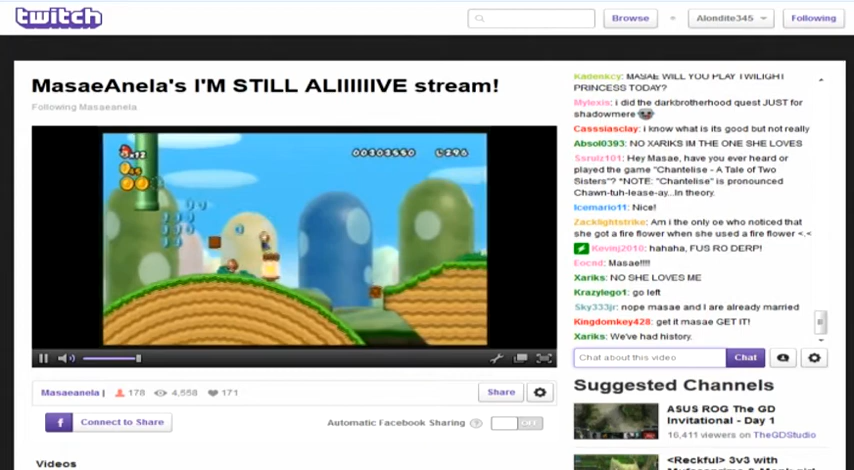 twitch
Browse
Alondite345
Following
MasaeAnela's I'M STILL ALIIIIIIVE stream!
Following Masaeanela
Kadenkcy: MASAE WILL YOU PLAY TWILIGHT
PRINCESS TODAY?
Mylexis: i did the darkbrotherhood quest JUST for
shadowmere
Casssiasclay: i know what is its good but not really
Absol0393: NO XARIKS IM THE ONE SHE LOVES
Ssrulz101: Hey Masae, have you ever heard or
played the game "Chantelise - A Tale of Two
Sisters"? *NOTE: "Chantelise" is pronounced
Chawn-tuh-lease-ay...In theory.
Icemario11: Nice!
Zacklightstrike: Am i the only oe who noticed that
she got a fire flower when she used a fire flower <.<
Kevmj2010: hahaha, FUS RO DERP!
Eocnd: Masae!!!!
Xariks: NO SHE LOVES ME
Krazylego1: go left
Sky333jr: nope masae and I are already married
Kingdomkey428: get it masae GET IT!
Xariks: We've had history.
Chat about this video
Chat
Masaeanela |
178
4,558
171
Share
f
Connect to Share
Automatic Facebook Sharing
?
OFF
Suggested Channels
ASUS ROG The GD
Invitational - Day 1
16,411 viewers on TheGDStudio
<Reckful> 3v3 with
Videos